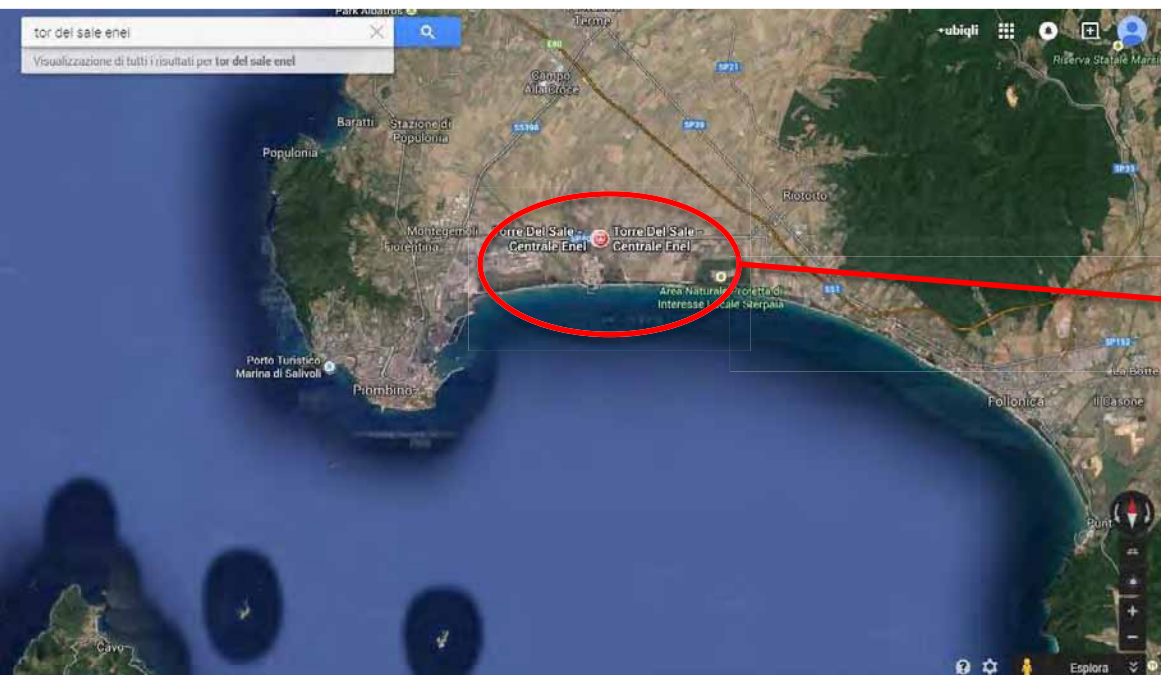 Park Albatros
Terme
tor del sale enel
Visualizzazione di tutti i risultati per tor del sale enel
+ubiqli
E80
SP21
Campo
Alla Croce
Baratti
Stazione di
Populonia
SS398
SP39
Populonia
SP33
Riotorto
Montegemoli
Fiorentina
Torre Del Sale -
Centrale Enel
Torre Del Sale -
Centrale Enel
Area Naturale Protetta di
Interesse Locale Sterpaia
SS1
SP152
Porto Turistico
Marina di Salivoli
Piombino
La Botte
Follonica
Il Casone
Punt
Cavo
Esplora